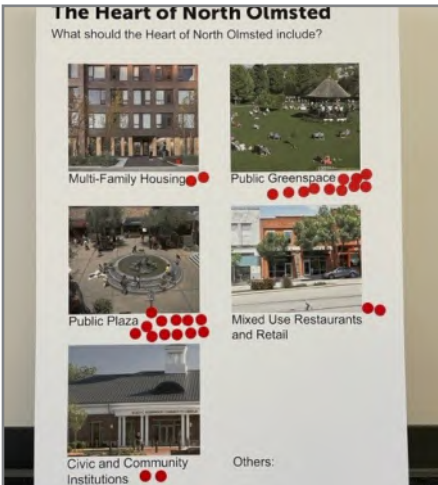 The Heart of North Olmsted
What should the Heart of North Olmsted include?
Multi-Family Housing
Public Greenspace
Public Plaza
Mixed Use Restaurants
and Retail
Civic and Community
Institutions
Others: